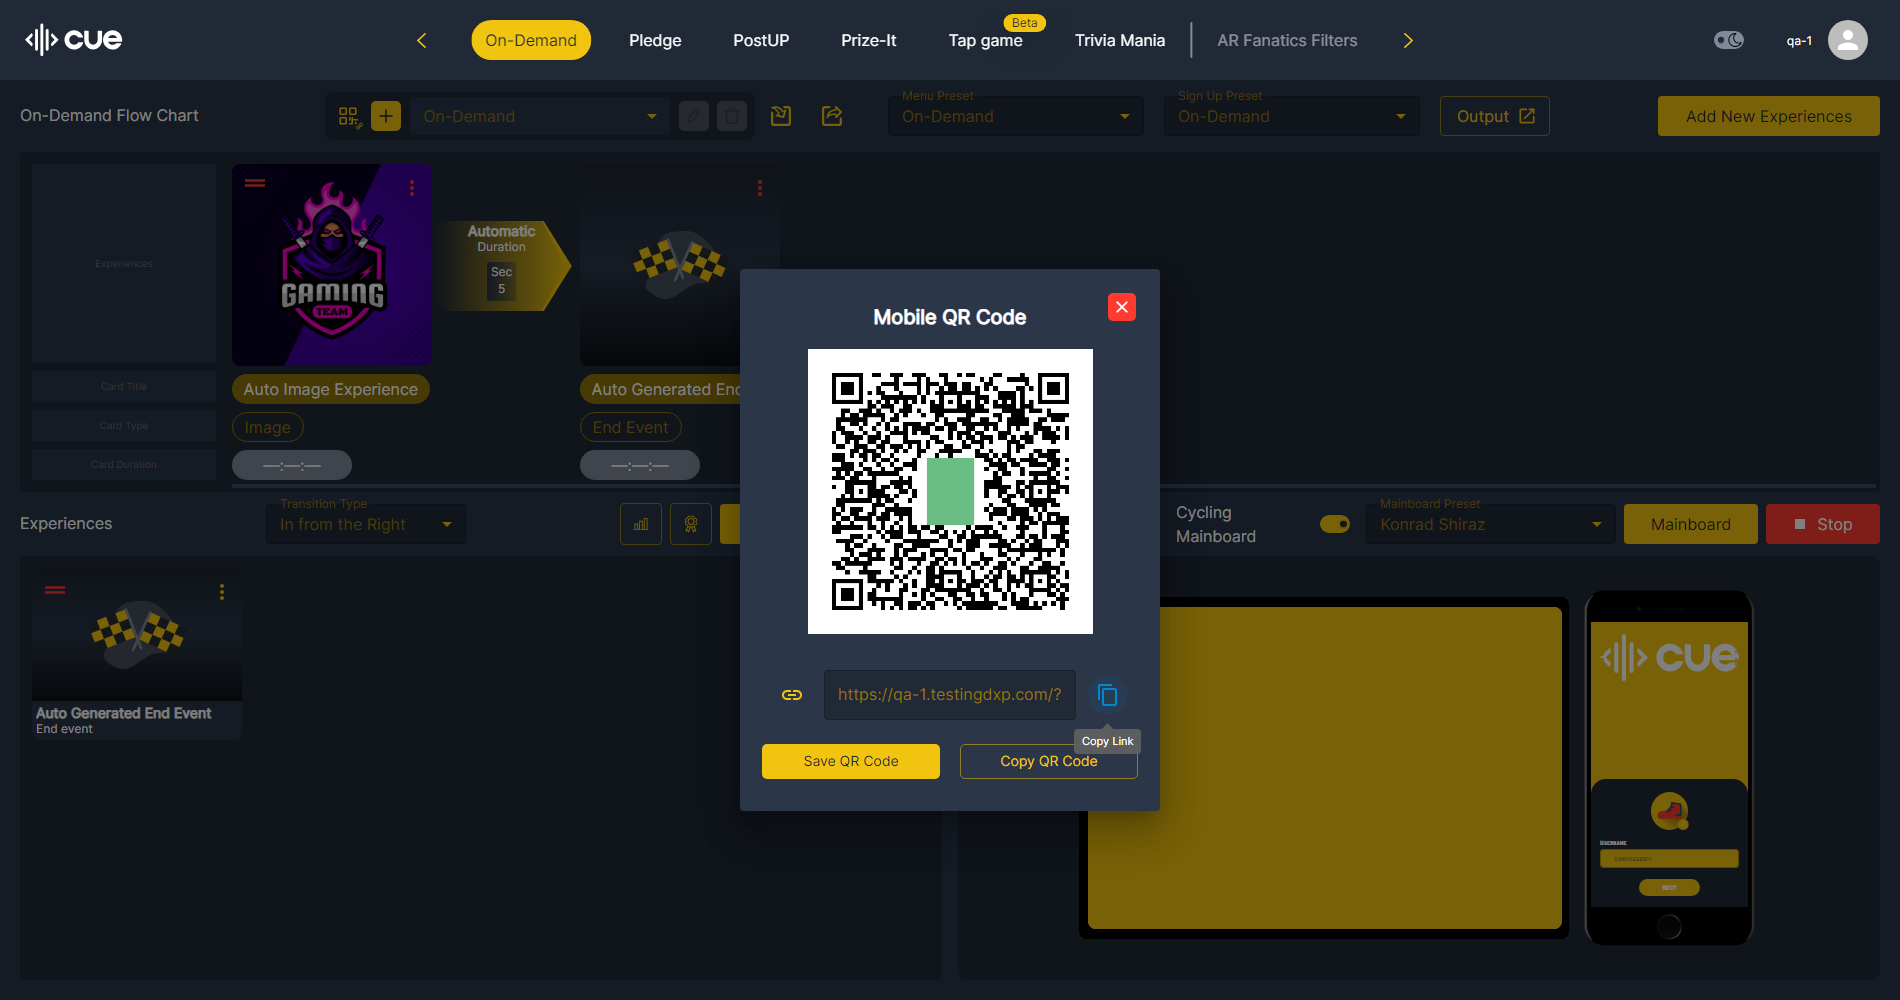 cue
On-Demand
Pledge
PostUP
Prize-It
Tap game
Beta
Trivia Mania
AR Fanatics Filters
qa-1
On-Demand Flow Chart
On-Demand
Menu Preset
On-Demand
Sign Up Preset
On-Demand
Output
Add New Experiences
Experiences
Card Title
Card Type
Card Duration
GAMING
TEAM
Automatic
Duration
Sec
5
Auto Image Experience
Image
—:—:—
Auto Generated End
End Event
—:—:—
Mobile QR Code
https://qa-1.testingdxp.com/?
Copy Link
Save QR Code
Copy QR Code
Experiences
Transition Type
In from the Right
Cycling
Mainboard
Mainboard Preset
Konrad Shiraz
Mainboard
Stop
Auto Generated End Event
End event
cue
Username
NEXT